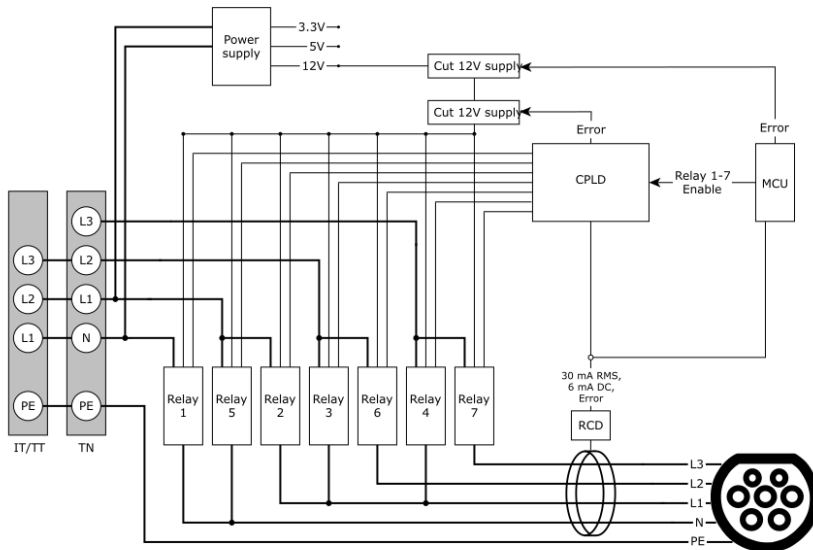 Power
supply
3.3V
5V
12V
Cut 12V supply
Cut 12V supply
Error
Error
CPLD
Relay 1-7
Enable
MCU
L3
L3
L2
L2
L1
L1
N
PE
PE
IT/TT
TN
Relay
1
Relay
5
Relay
2
Relay
3
Relay
6
Relay
4
Relay
7
30 mA RMS,
6 mA DC,
Error
RCD
L3
L2
L1
N
PE